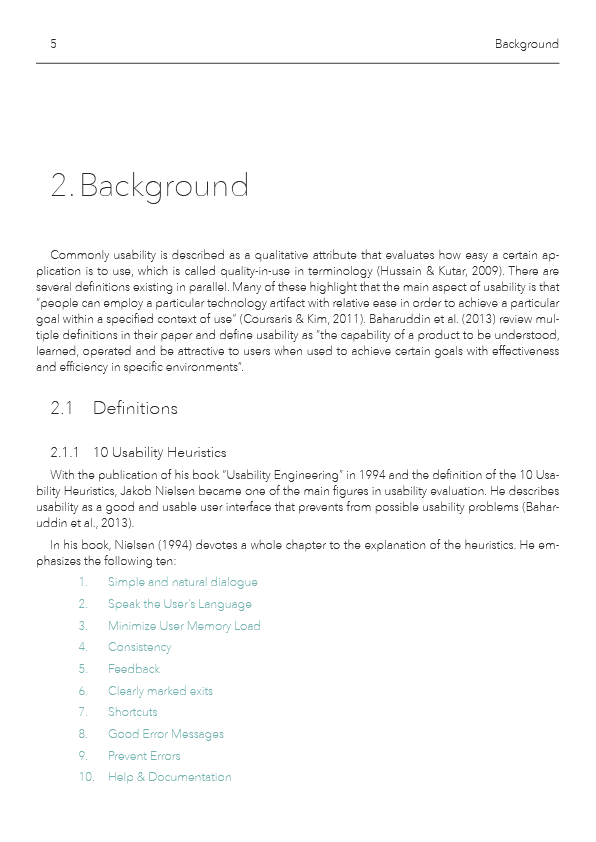 5 Background
2. Background
Commonly usability is described as a qualitative attribute that evaluates how easy a certain ap-
plication is to use, which is called quality-in-use in terminology (Hussain & Kutar, 2009). There are
several definitions existing in parallel. Many of these highlight that the main aspect of usability is that
"people can employ a particular technology artifact with relative ease in order to achieve a particular
goal within a specified context of use" (Coursaris & Kim, 2011). Baharuddin et al. (2013) review mul-
tiple definitions in their paper and define usability as "the capability of a product to be understood,
learned, operated and be attractive to users when used to achieve certain goals with effectiveness
and efficiency in specific environments".
2.1 Definitions
2.1.1 10 Usability Heuristics
With the publication of his book "Usability Engineering" in 1994 and the definition of the 10 Usa-
bility Heuristics, Jakob Nielsen became one of the main figures in usability evaluation. He describes
usability as a good and usable user interface that prevents from possible usability problems (Bahar-
uddin et al., 2013).
In his book, Nielsen (1994) devotes a whole chapter to the explanation of the heuristics. He em-
phasizes the following ten:
1. Simple and natural dialogue
2. Speak the User's Language
3. Minimize User Memory Load
4. Consistency
5. Feedback
6. Clearly marked exits
7. Shortcuts
8. Good Error Messages
9. Prevent Errors
10. Help & Documentation